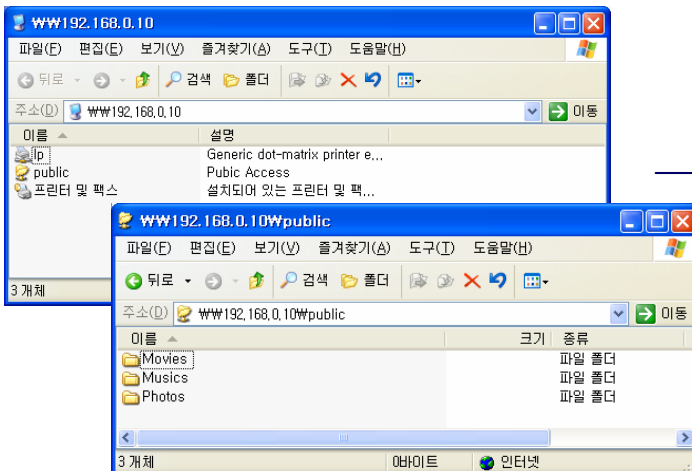 ₩₩192.168.0.10
파일(F) 편집(E) 보기(V) 즐겨찾기(A) 도구(T) 도움말(H)
뒤로 검색 폴더
주소(D) ₩₩192,168,0,10 이동
이름 설명
lp Generic dot-matrix printer e...
public Pubic Access
프린터 및 팩스 설치되어 있는 프린터 및 팩...
3 개체
₩₩192.168.0.10₩public
파일(F) 편집(E) 보기(V) 즐겨찾기(A) 도구(T) 도움말(H)
뒤로 검색 폴더
주소(D) ₩₩192,168,0,10₩public 이동
이름 크기 종류
Movies 파일 폴더
Musics 파일 폴더
Photos 파일 폴더
3 개체 0바이트 인터넷